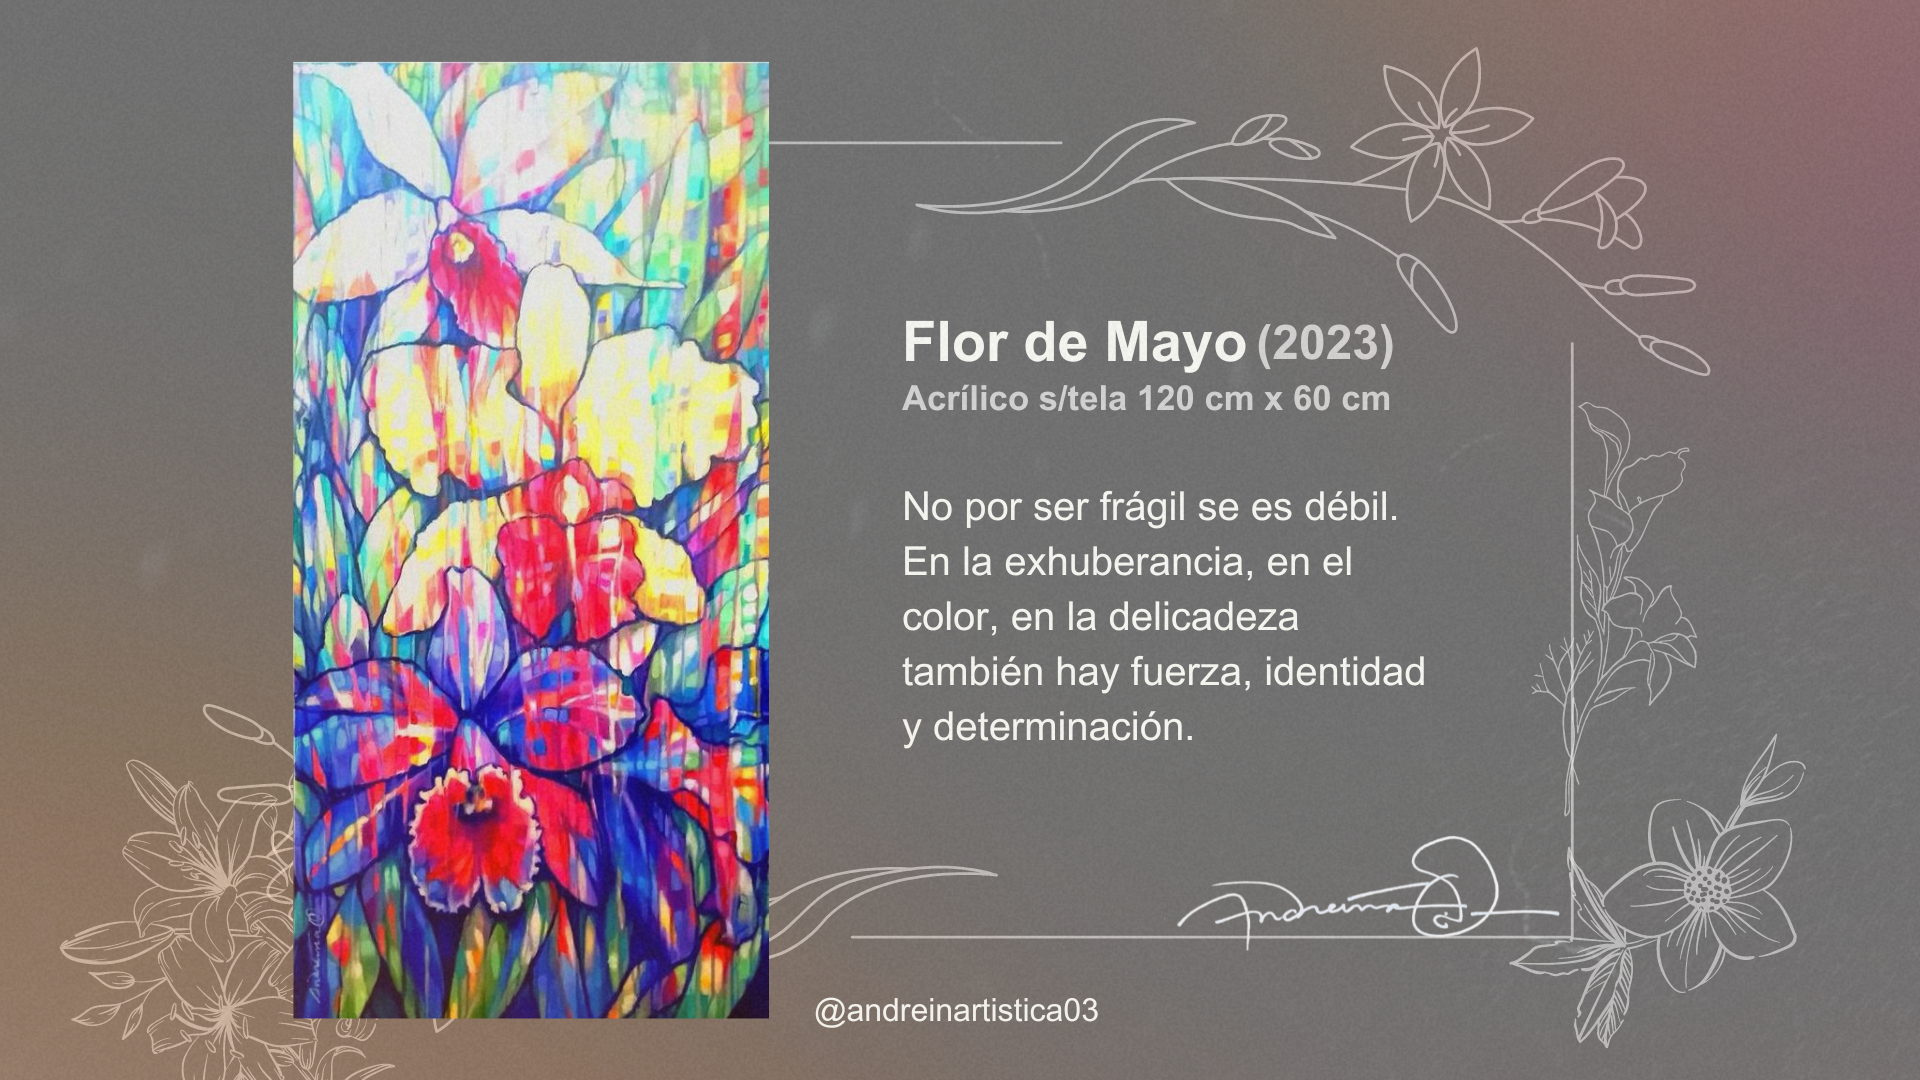 Flor de Mayo (2023)
Acrílico s/tela 120 cm x 60 cm
No por ser frágil se es débil.
En la exhuberancia, en el
color, en la delicadeza
también hay fuerza, identidad
y determinación.
Andreína
@andreinartistica03